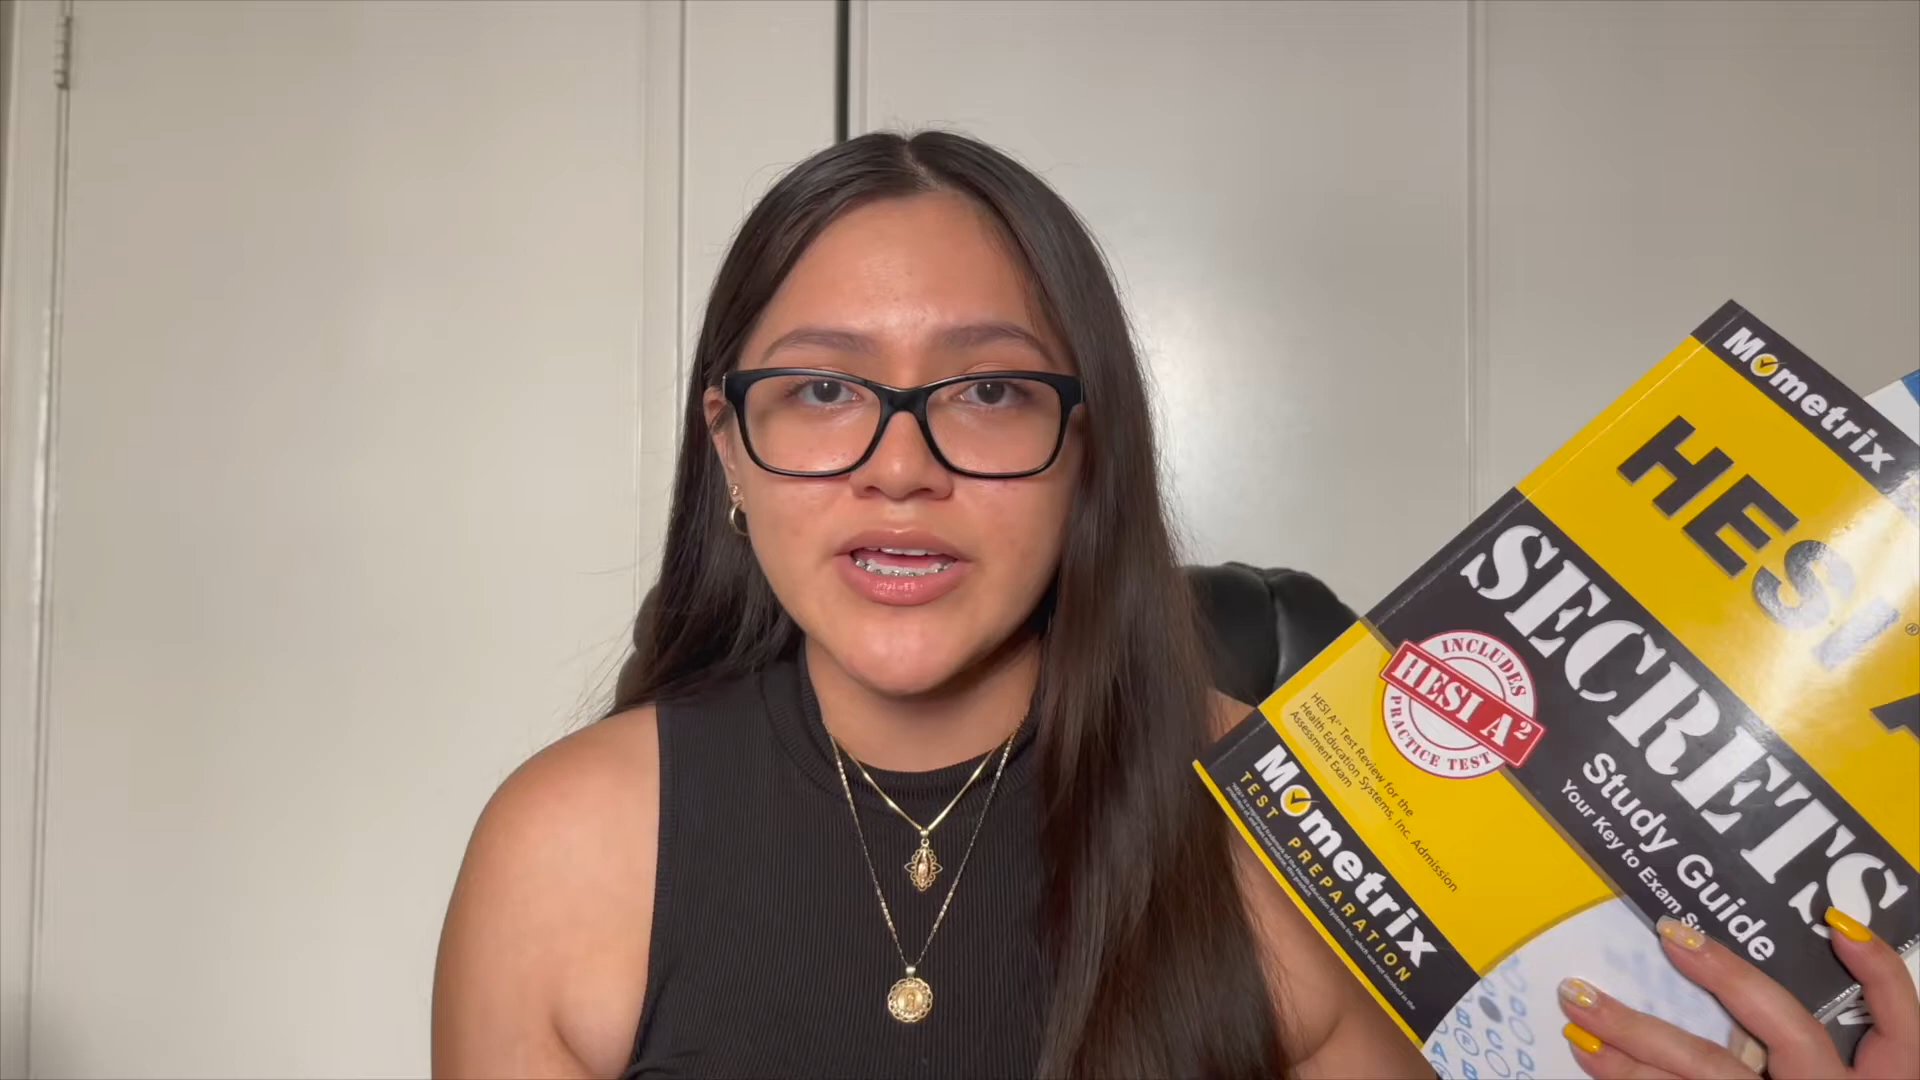 Mometrix
HESI A
SECRETS
Study Guide
Your Key to Exam
INCLUDES
HESI A²
PRACTICE TEST
HESI A²® Test Review for the
Health Education Systems, Inc. Admission
Assessment Exam
Mometrix
TEST PREPARATION